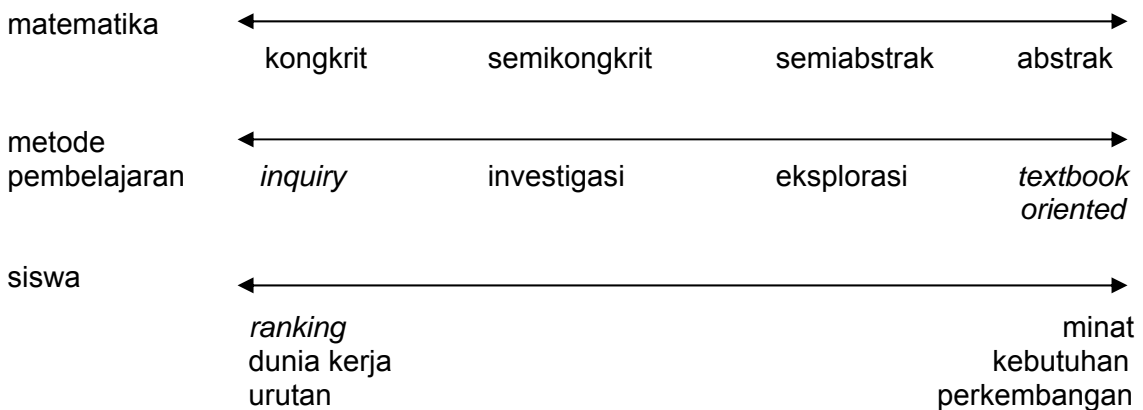 matematika
kongkrit semikongkrit semiabstrak abstrak
metode
pembelajaran inquiry investigasi eksplorasi textbook
oriented
siswa
ranking minat
dunia kerja kebutuhan
urutan perkembangan